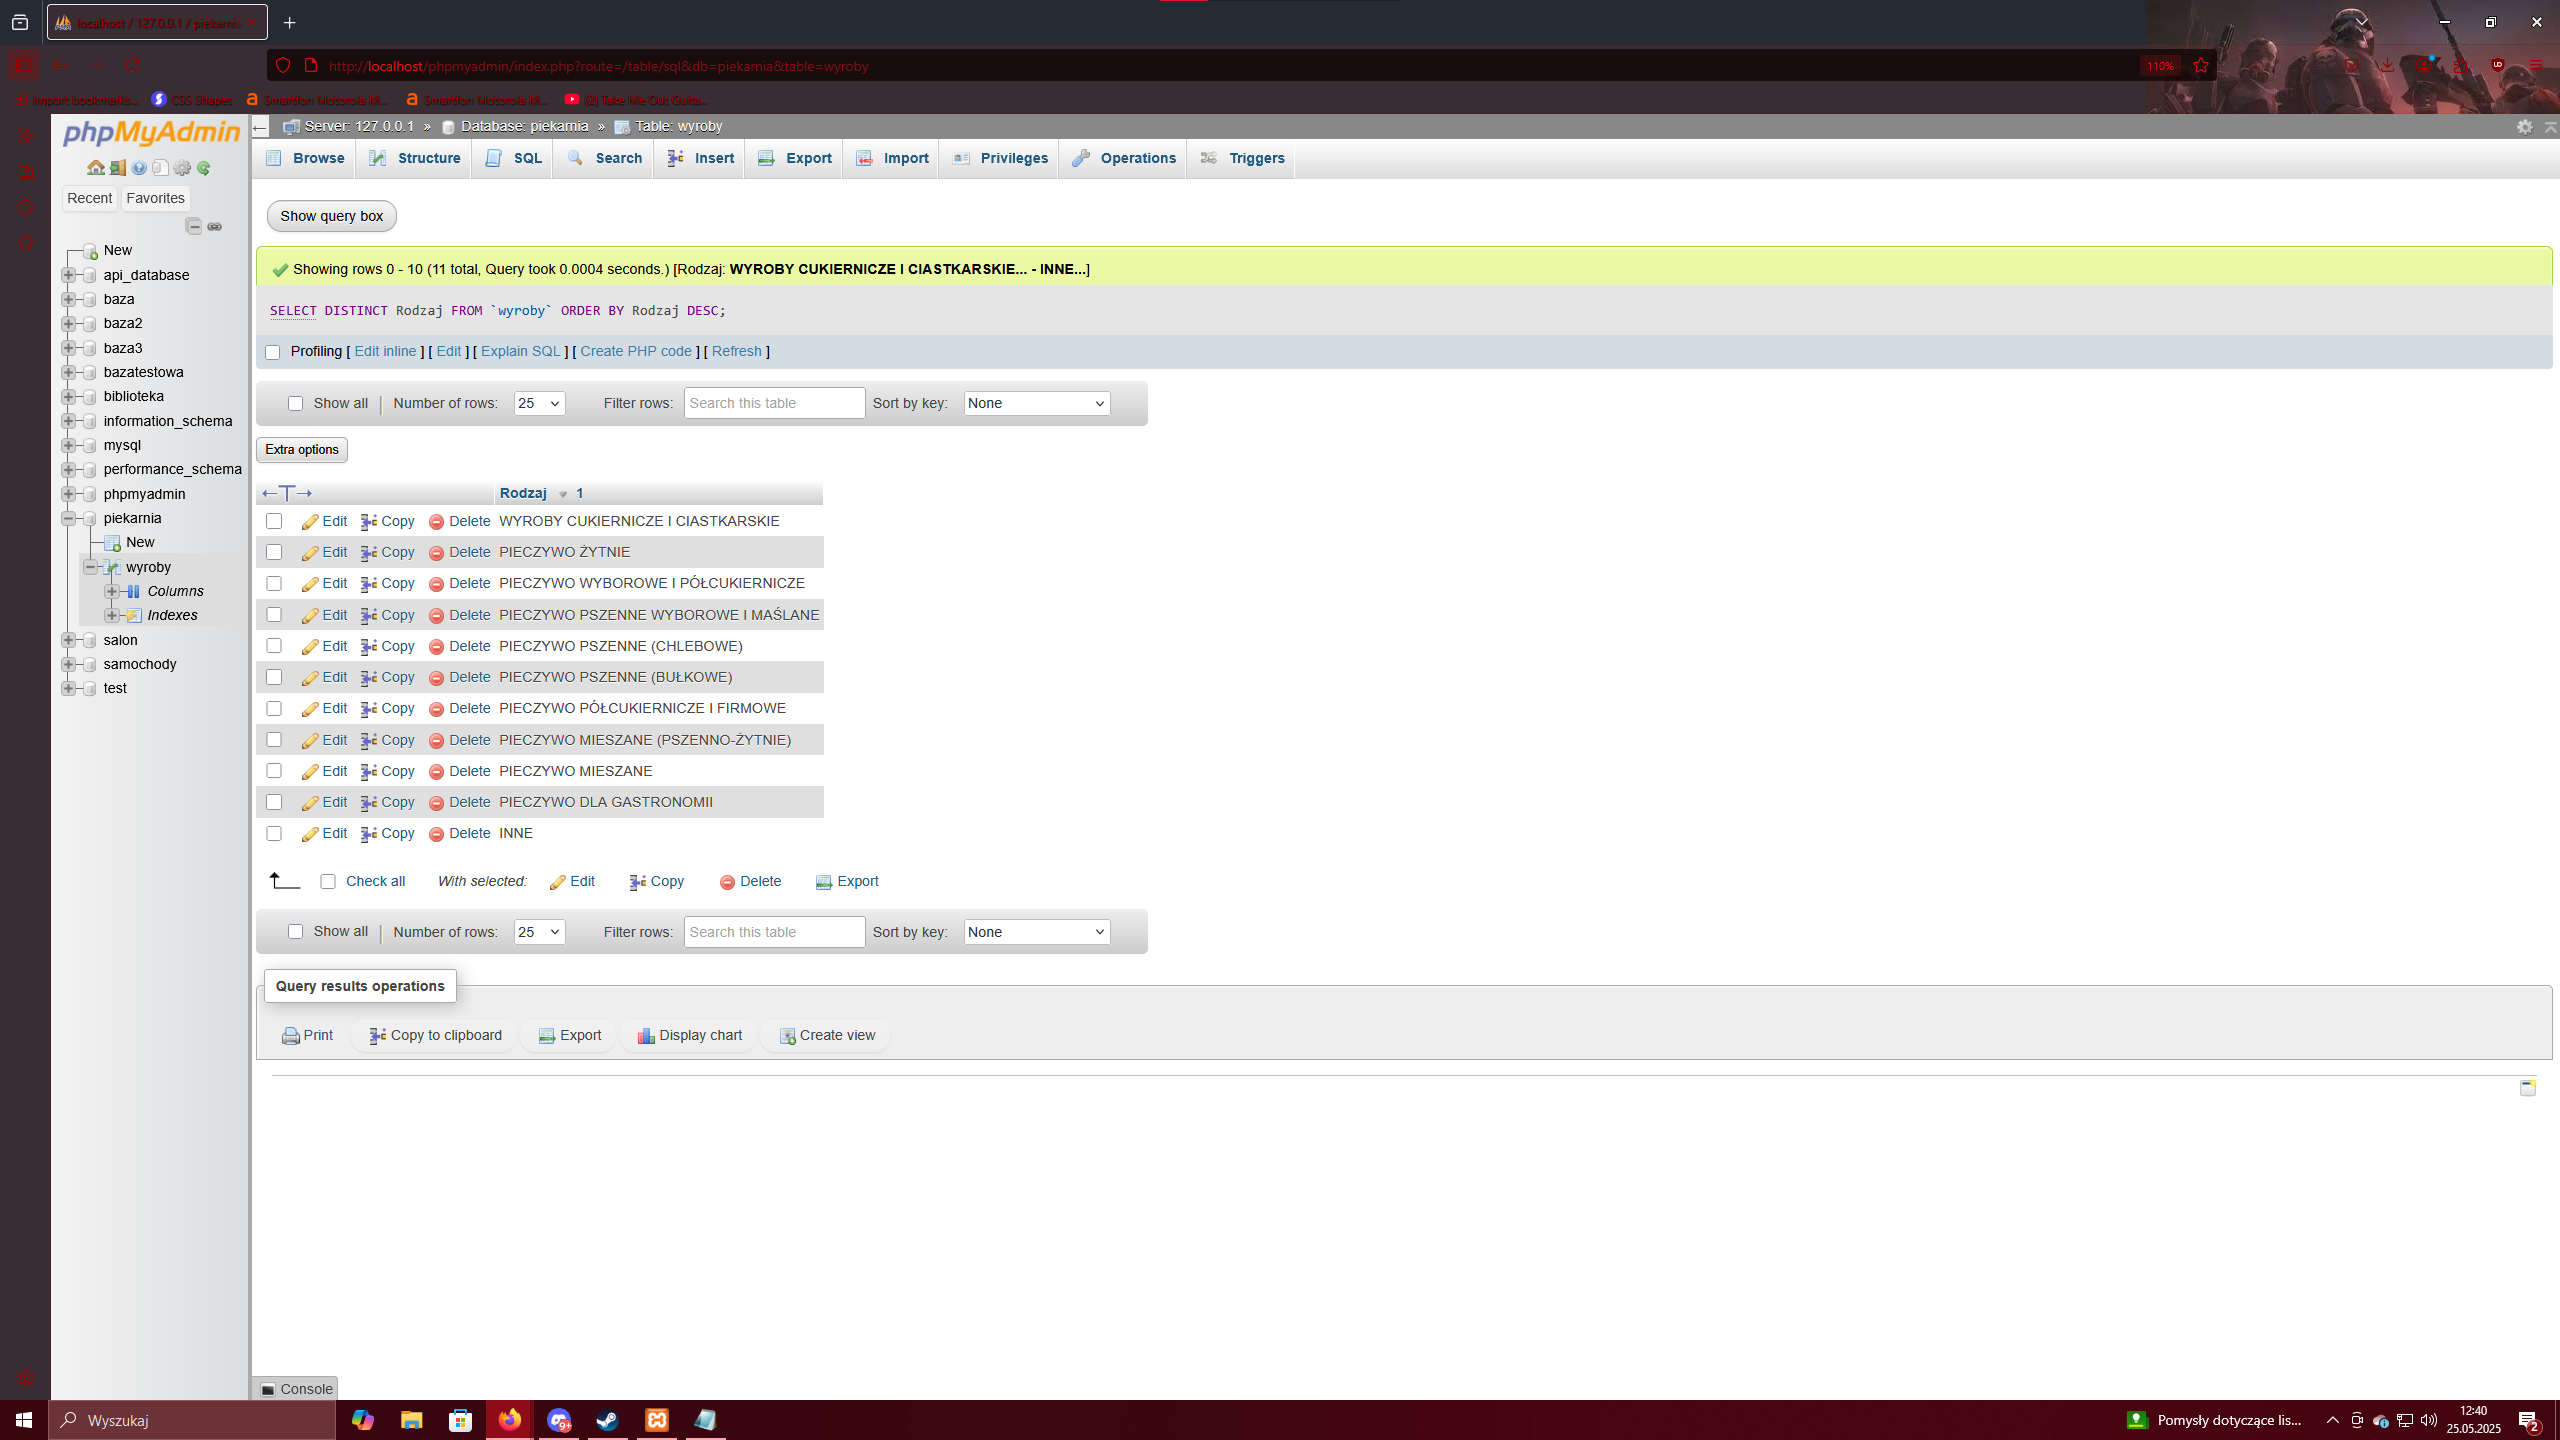 localhost / 127.0.0.1 / piekarnia
http://localhost/phpmyadmin/index.php?route=/table/sql&db=piekarnia&table=wyroby
110%
Import bookmarks...
CSS Shapes
Smartfon Motorola M...
Smartfon Motorola M...
(2) Take Me Out Guita...
phpMyAdmin
Recent Favorites
New
api_database
baza
baza2
baza3
bazatestowa
biblioteka
information_schema
mysql
performance_schema
phpmyadmin
piekarnia
New
wyroby
Columns
Indexes
salon
samochody
test
Server: 127.0.0.1 » Database: piekarnia » Table: wyroby
Browse Structure SQL Search Insert Export Import Privileges Operations Triggers
Show query box
Showing rows 0 - 10 (11 total, Query took 0.0004 seconds.) [Rodzaj: WYROBY CUKIERNICZE I CIASTKARSKIE... - INNE...]
SELECT DISTINCT Rodzaj FROM `wyroby` ORDER BY Rodzaj DESC;
Profiling [ Edit inline ] [ Edit ] [ Explain SQL ] [ Create PHP code ] [ Refresh ]
Show all | Number of rows: 25 Filter rows: Search this table Sort by key: None
Extra options
←T→ Rodzaj 1
Edit Copy Delete WYROBY CUKIERNICZE I CIASTKARSKIE
Edit Copy Delete PIECZYWO ŻYTNIE
Edit Copy Delete PIECZYWO WYBOROWE I PÓŁCUKIERNICZE
Edit Copy Delete PIECZYWO PSZENNE WYBOROWE I MAŚLANE
Edit Copy Delete PIECZYWO PSZENNE (CHLEBOWE)
Edit Copy Delete PIECZYWO PSZENNE (BUŁKOWE)
Edit Copy Delete PIECZYWO PÓŁCUKIERNICZE I FIRMOWE
Edit Copy Delete PIECZYWO MIESZANE (PSZENNO-ŻYTNIE)
Edit Copy Delete PIECZYWO MIESZANE
Edit Copy Delete PIECZYWO DLA GASTRONOMII
Edit Copy Delete INNE
Check all With selected: Edit Copy Delete Export
Show all | Number of rows: 25 Filter rows: Search this table Sort by key: None
Query results operations
Print Copy to clipboard Export Display chart Create view
Console
Wyszukaj
9+
Pomysły dotyczące lis...
12:40
25.05.2025
2